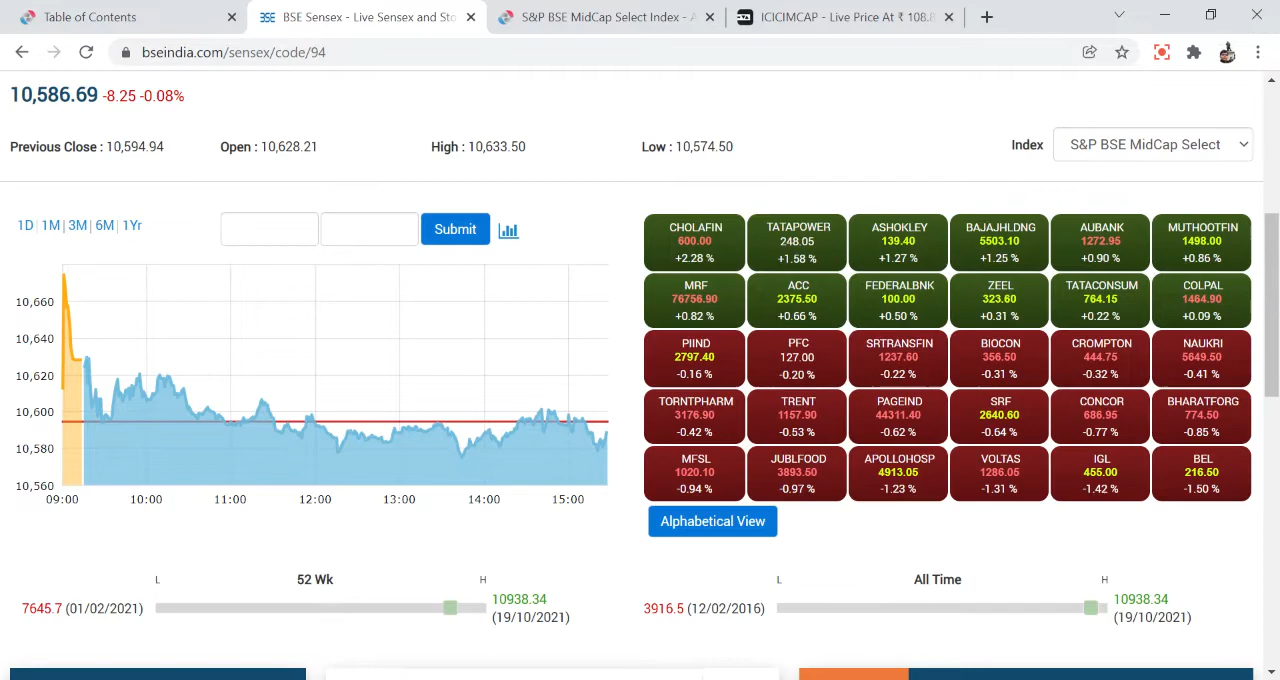 Table of Contents
BSE Sensex - Live Sensex and Sto
S&P BSE MidCap Select Index - A
ICICIMCAP - Live Price At ₹ 108.8
bseindia.com/sensex/code/94
10,586.69 -8.25 -0.08%
Previous Close : 10,594.94
Open : 10,628.21
High : 10,633.50
Low : 10,574.50
Index
S&P BSE MidCap Select
1D | 1M | 3M | 6M | 1Yr
Submit
10,660
10,640
10,620
10,600
10,580
10,560
09:00 10:00 11:00 12:00 13:00 14:00 15:00
CHOLAFIN TATAPOWER ASHOKLEY BAJAJHLDNG AUBANK MUTHOOTFIN
600.00 248.05 139.40 5503.10 1272.95 1498.00
+2.28 % +1.58 % +1.27 % +1.25 % +0.90 % +0.86 %
MRF ACC FEDERALBNK ZEEL TATACONSUM COLPAL
76756.90 2375.50 100.00 323.60 764.15 1464.90
+0.82 % +0.66 % +0.50 % +0.31 % +0.22 % +0.09 %
PIIND PFC SRTRANSFIN BIOCON CROMPTON NAUKRI
2797.40 127.00 1237.60 356.50 444.75 5649.50
-0.16 % -0.20 % -0.22 % -0.31 % -0.32 % -0.41 %
TORNTPHARM TRENT PAGEIND SRF CONCOR BHARATFORG
3176.90 1157.90 44311.40 2640.60 686.95 774.50
-0.42 % -0.53 % -0.62 % -0.64 % -0.77 % -0.85 %
MFSL JUBLFOOD APOLLOHOSP VOLTAS IGL BEL
1020.10 3893.50 4913.05 1286.05 455.00 216.50
-0.94 % -0.97 % -1.23 % -1.31 % -1.42 % -1.50 %
Alphabetical View
L 52 Wk H
7645.7 (01/02/2021)
10938.34
(19/10/2021)
L All Time H
3916.5 (12/02/2016)
10938.34
(19/10/2021)